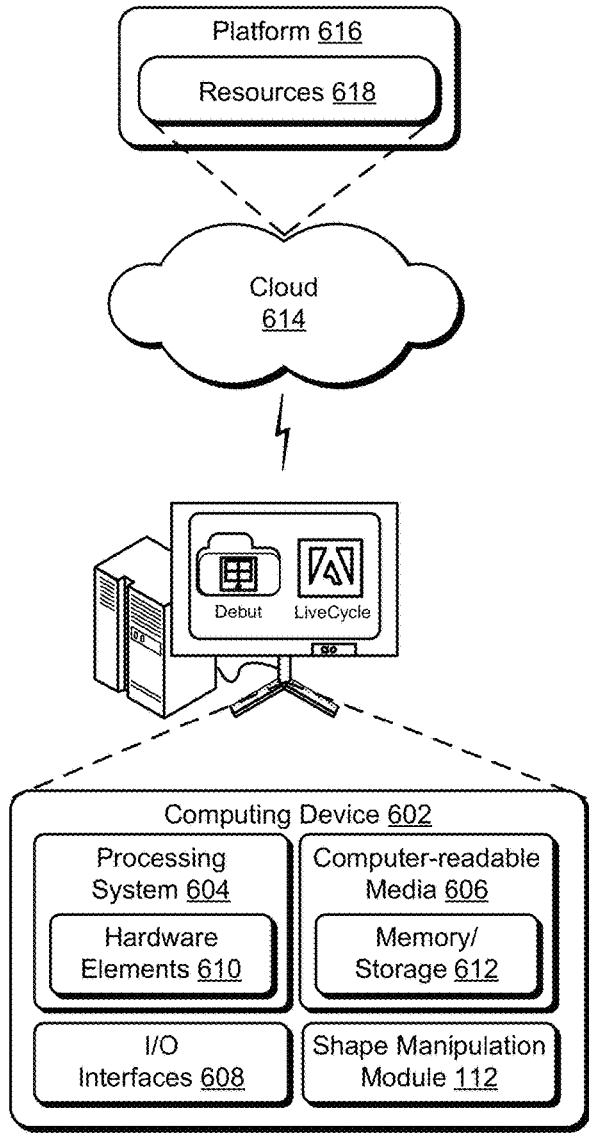 Platform 616
Resources 618
Cloud
614
Debut
LiveCycle
Computing Device 602
Processing
System 604
Hardware
Elements 610
Computer-readable
Media 606
Memory/
Storage 612
I/O
Interfaces 608
Shape Manipulation
Module 112